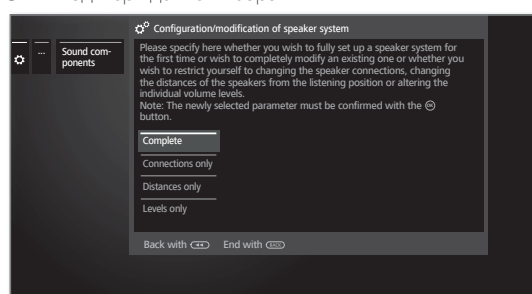 Configuration/modification of speaker system
...
Sound com-
ponents
Please specify here whether you wish to fully set up a speaker system for
the first time or wish to completely modify an existing one or whether you
wish to restrict yourself to changing the speaker connections, changing
the distances of the speakers from the listening position or altering the
individual volume levels.
Note: The newly selected parameter must be confirmed with the OK
button.
Complete
Connections only
Distances only
Levels only
Back with End with BACK